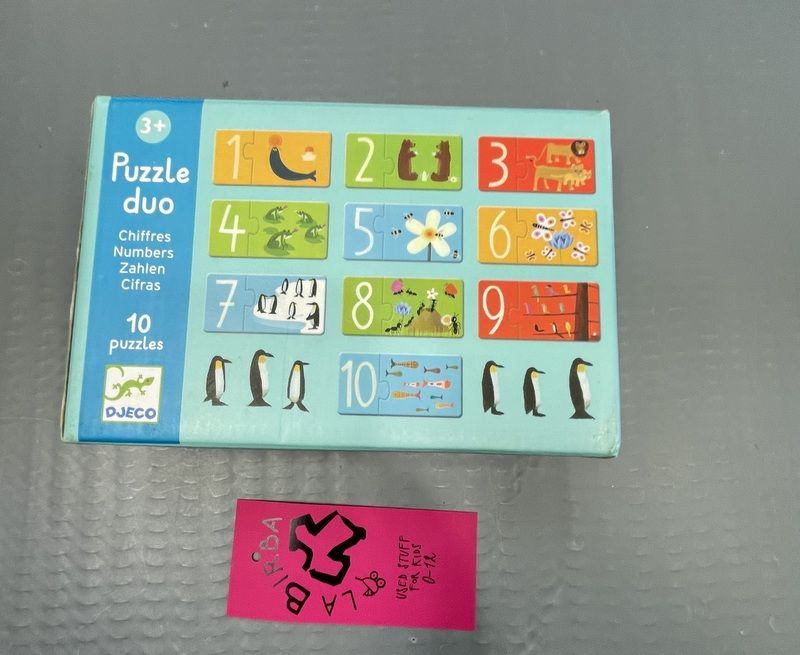 3+
Puzzle
duo
Chiffres
Numbers
Zahlen
Cifras
10
puzzles
DJECO
1
2
3
4
5
6
7
8
9
10
LA BIRBA
USED STUFF
FOR KIDS
0-12